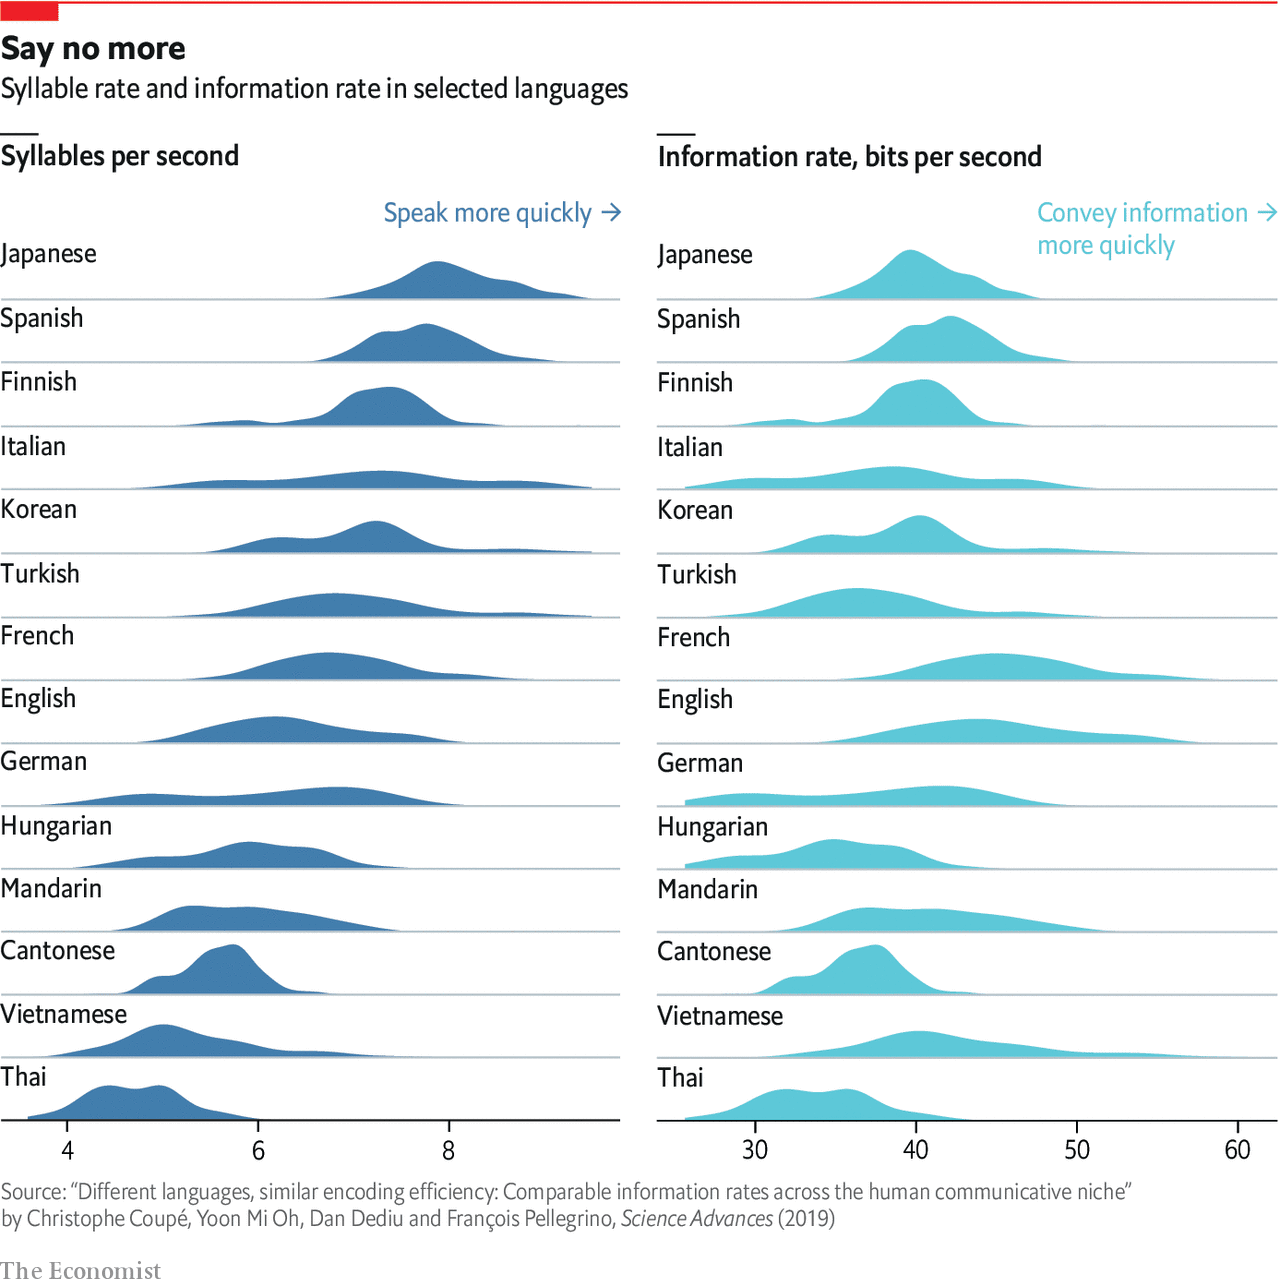 Say no more
Syllable rate and information rate in selected languages
Syllables per second
Speak more quickly →
Japanese
Spanish
Finnish
Italian
Korean
Turkish
French
English
German
Hungarian
Mandarin
Cantonese
Vietnamese
Thai
4 6 8
Information rate, bits per second
Convey information →
more quickly
Japanese
Spanish
Finnish
Italian
Korean
Turkish
French
English
German
Hungarian
Mandarin
Cantonese
Vietnamese
Thai
30 40 50 60
Source: “Different languages, similar encoding efficiency: Comparable information rates across the human communicative niche”
by Christophe Coupé, Yoon Mi Oh, Dan Dediu and François Pellegrino, Science Advances (2019)
The Economist